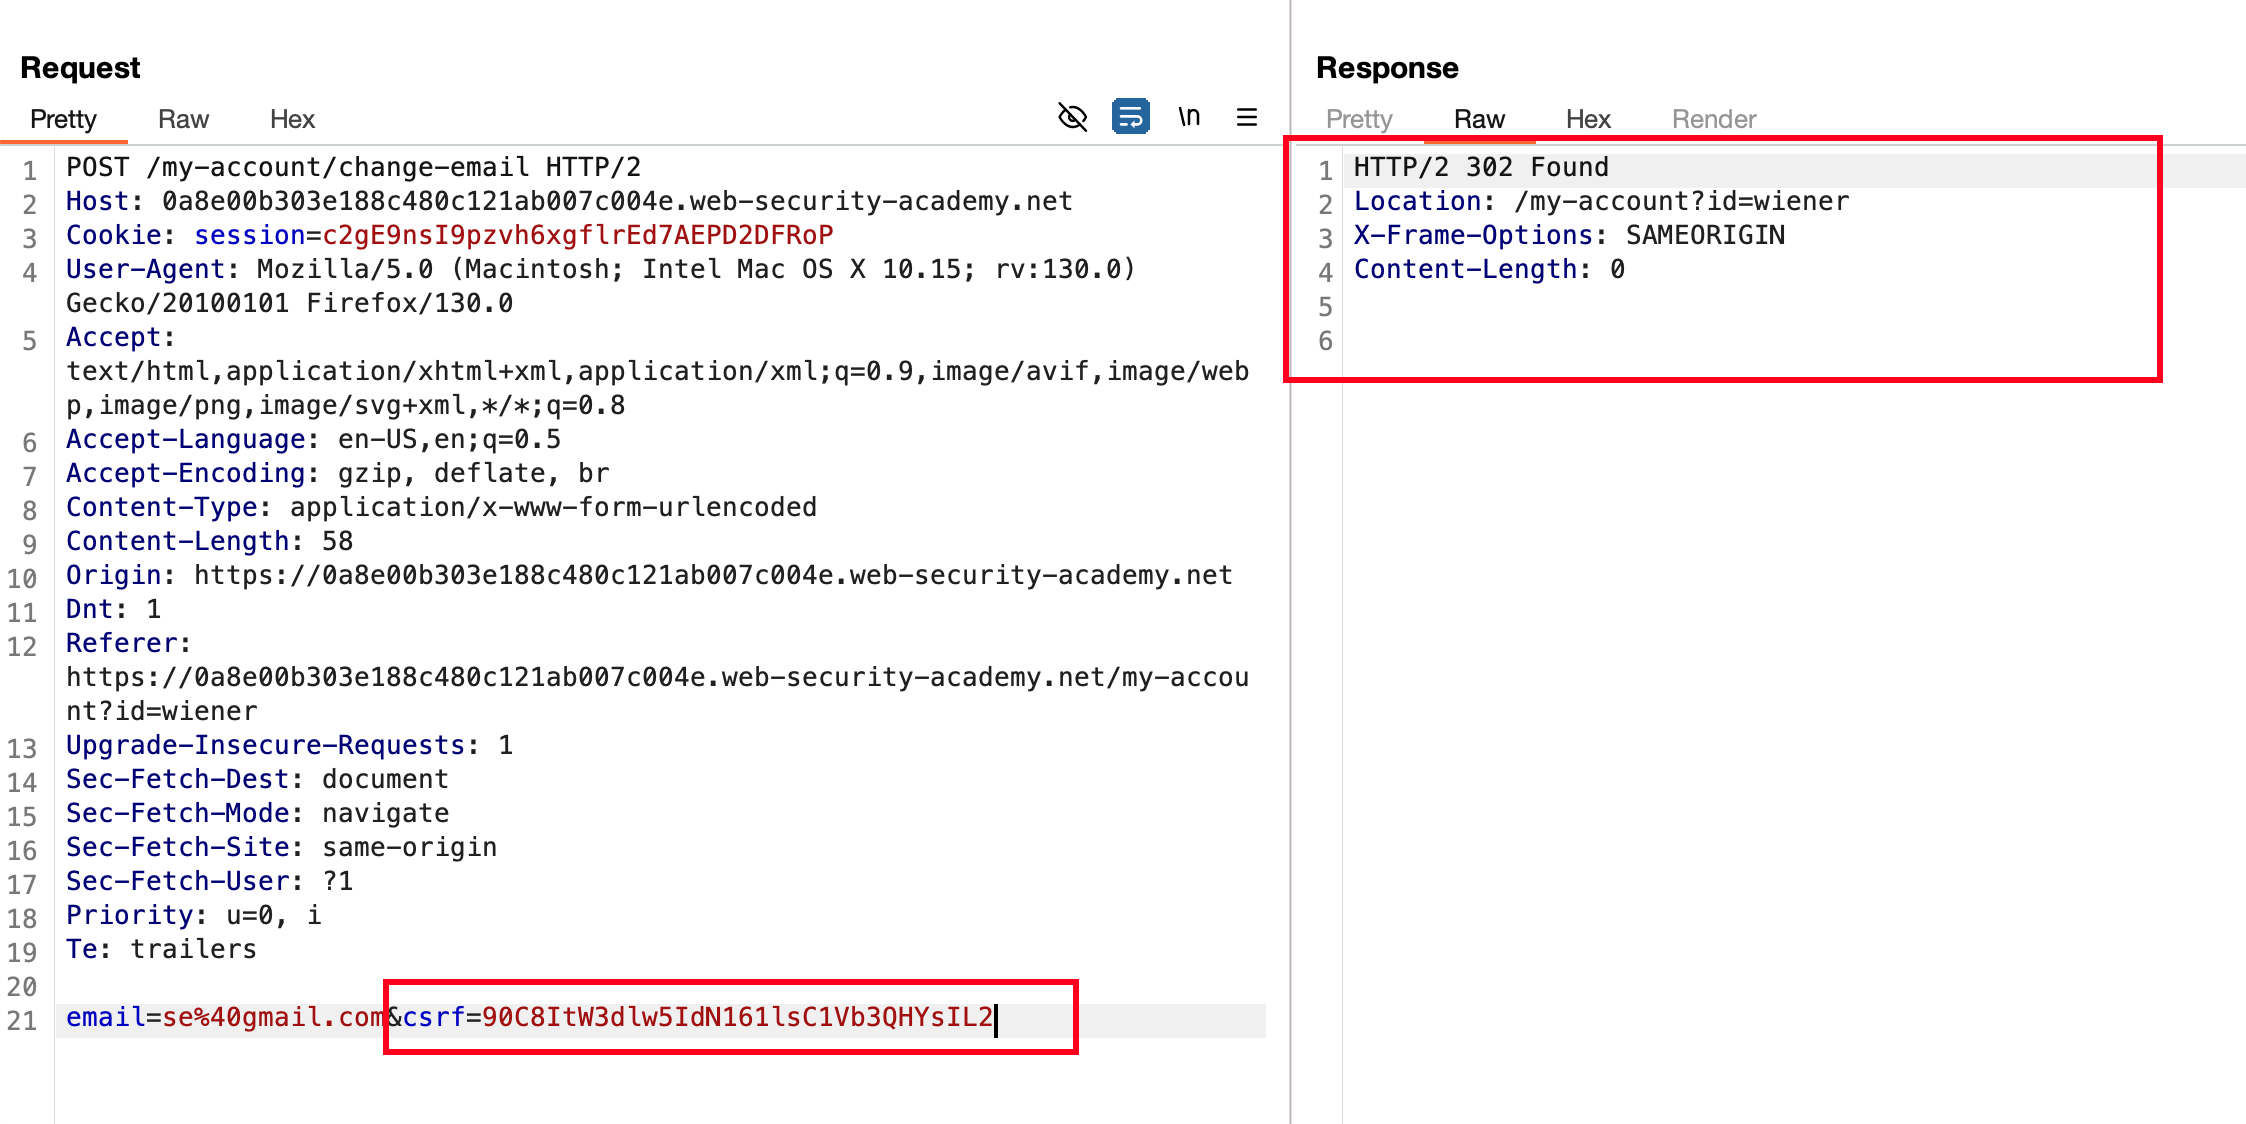 Request
Pretty Raw Hex \n
1 POST /my-account/change-email HTTP/2
2 Host: 0a8e00b303e188c480c121ab007c004e.web-security-academy.net
3 Cookie: session=c2gE9nsI9pzvh6xgflrEd7AEPD2DFRoP
4 User-Agent: Mozilla/5.0 (Macintosh; Intel Mac OS X 10.15; rv:130.0)
Gecko/20100101 Firefox/130.0
5 Accept:
text/html,application/xhtml+xml,application/xml;q=0.9,image/avif,image/web
p,image/png,image/svg+xml,*/*;q=0.8
6 Accept-Language: en-US,en;q=0.5
7 Accept-Encoding: gzip, deflate, br
8 Content-Type: application/x-www-form-urlencoded
9 Content-Length: 58
10 Origin: https://0a8e00b303e188c480c121ab007c004e.web-security-academy.net
11 Dnt: 1
12 Referer:
https://0a8e00b303e188c480c121ab007c004e.web-security-academy.net/my-accou
nt?id=wiener
13 Upgrade-Insecure-Requests: 1
14 Sec-Fetch-Dest: document
15 Sec-Fetch-Mode: navigate
16 Sec-Fetch-Site: same-origin
17 Sec-Fetch-User: ?1
18 Priority: u=0, i
19 Te: trailers
20
21 email=se%40gmail.com&csrf=90C8ItW3dlw5IdN161lsC1Vb3QHYsIL2
Response
Pretty Raw Hex Render
1 HTTP/2 302 Found
2 Location: /my-account?id=wiener
3 X-Frame-Options: SAMEORIGIN
4 Content-Length: 0
5
6